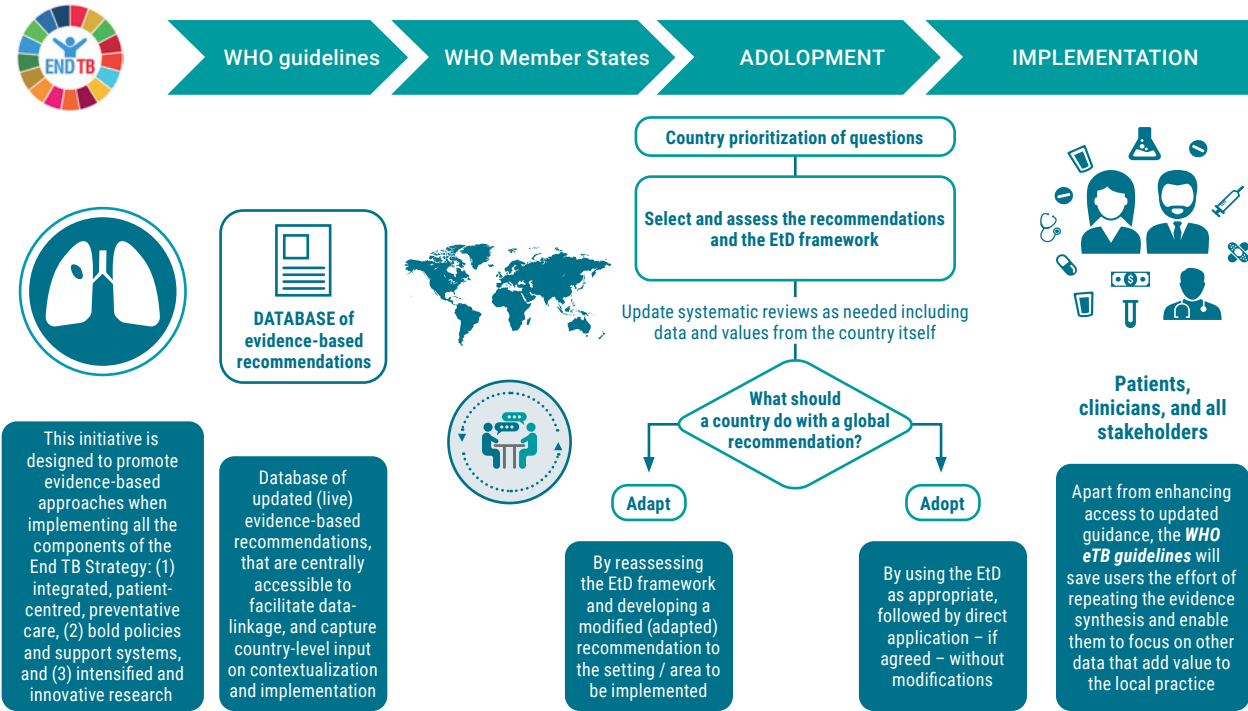 END TB
WHO guidelines
WHO Member States
ADOLOPMENT
IMPLEMENTATION
DATABASE of
evidence-based
recommendations
Country prioritization of questions
Select and assess the recommendations
and the EtD framework
Update systematic reviews as needed including
data and values from the country itself
What should
a country do with a global
recommendation?
Adapt
Adopt
$
Patients,
clinicians, and all
stakeholders
This initiative is
designed to promote
evidence-based
approaches when
implementing all the
components of the
End TB Strategy: (1)
integrated, patient-
centred, preventative
care, (2) bold policies
and support systems,
and (3) intensified and
innovative research
Database of
updated (live)
evidence-based
recommendations,
that are centrally
accessible to
facilitate data-
linkage, and capture
country-level input
on contextualization
and implementation
By reassessing
the EtD framework
and developing a
modified (adapted)
recommendation to
the setting / area to
be implemented
By using the EtD
as appropriate,
followed by direct
application – if
agreed – without
modifications
Apart from enhancing
access to updated
guidance, the WHO
eTB guidelines will
save users the effort of
repeating the evidence
synthesis and enable
them to focus on other
data that add value to
the local practice